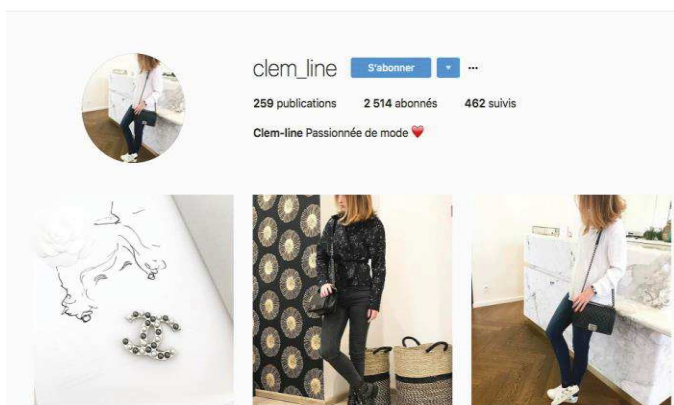 clem_line S'abonner ...
259 publications 2 514 abonnés 462 suivis
Clem-line Passionnée de mode ❤️